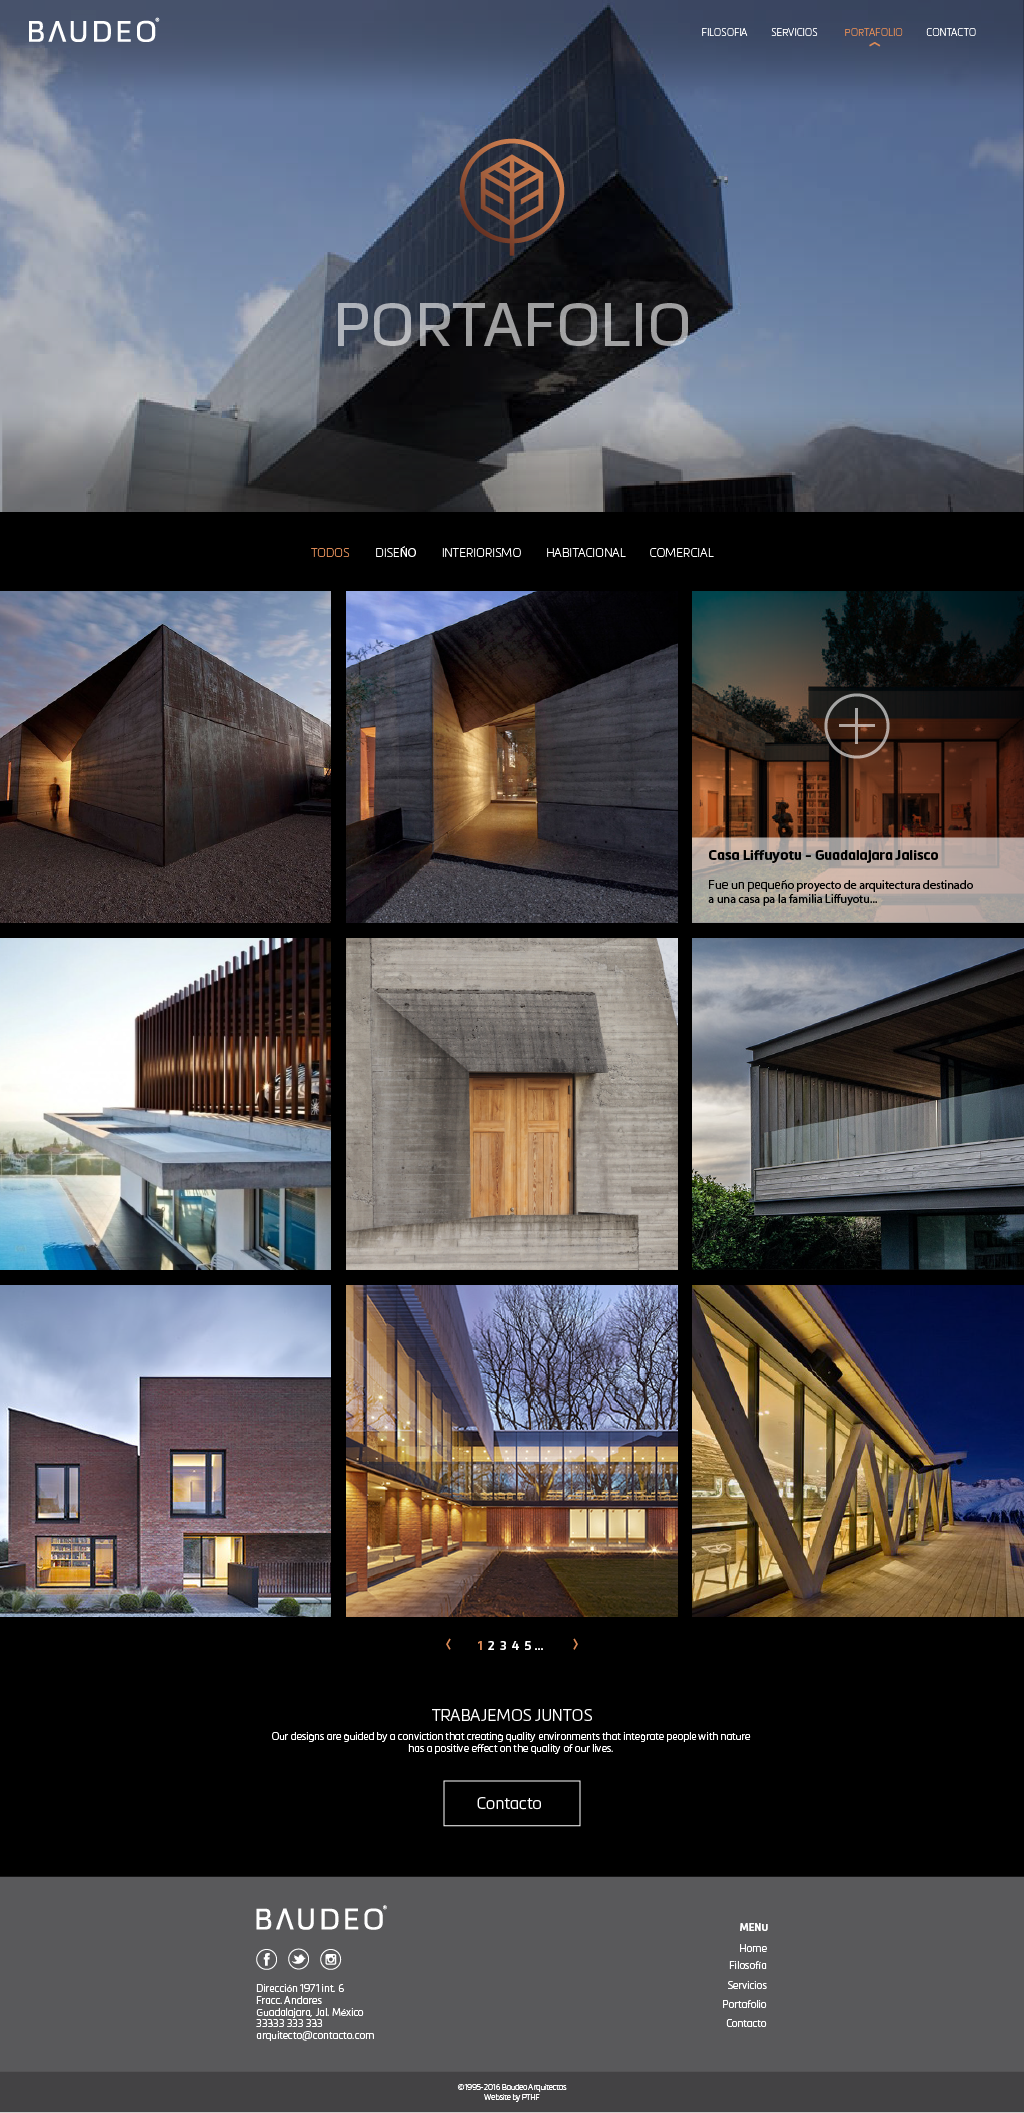 BAUDEO®
FILOSOFIA SERVICIOS PORTAFOLIO CONTACTO
PORTAFOLIO
TODOS DISEÑO INTERIORISMO HABITACIONAL COMERCIAL
Casa Liffuyotu - Guadalajara Jalisco
Fue un pequeño proyecto de arquitectura destinado
a una casa pa la familia Liffuyotu...
‹ 1 2 3 4 5 ... ›
TRABAJEMOS JUNTOS
Our designs are guided by a conviction that creating quality environments that integrate people with nature
has a positive effect on the quality of our lives.
Contacto
BAUDEO®
Dirección 1971 int. 6
Fracc. Andares
Guadalajara, Jal. México
33333 333 333
arquitecto@contacto.com
MENU
Home
Filosofía
Servicios
Portafolio
Contacto
©1995-2016 Baudeo Arquitectos
Website by PTHF